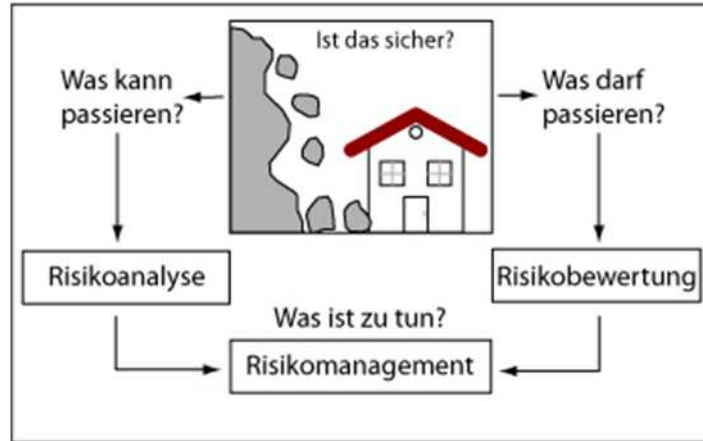 Ist das sicher?
Was kann
passieren?
Was darf
passieren?
Risikoanalyse
Risikobewertung
Was ist zu tun?
Risikomanagement